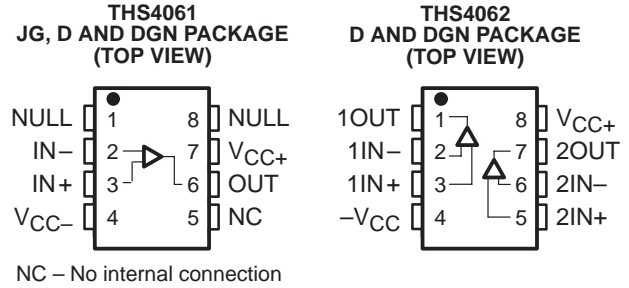 THS4061
JG, D AND DGN PACKAGE
(TOP VIEW)
NULL 1 8 NULL
IN– 2 7 VCC+
IN+ 3 6 OUT
VCC– 4 5 NC
NC – No internal connection
THS4062
D AND DGN PACKAGE
(TOP VIEW)
1OUT 1 8 VCC+
1IN– 2 7 2OUT
1IN+ 3 6 2IN–
–VCC 4 5 2IN+